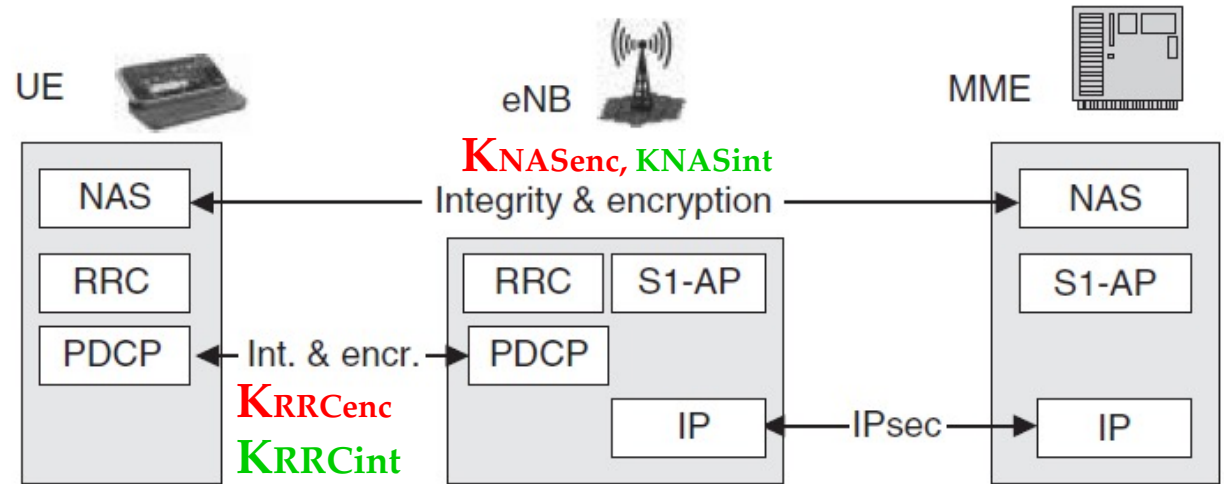 UE
eNB
MME
KNASenc, KNASint
NAS
Integrity & encryption
NAS
RRC
RRC
S1-AP
S1-AP
PDCP
Int. & encr.
PDCP
KRRCenc
KRRCint
IP
IPsec
IP